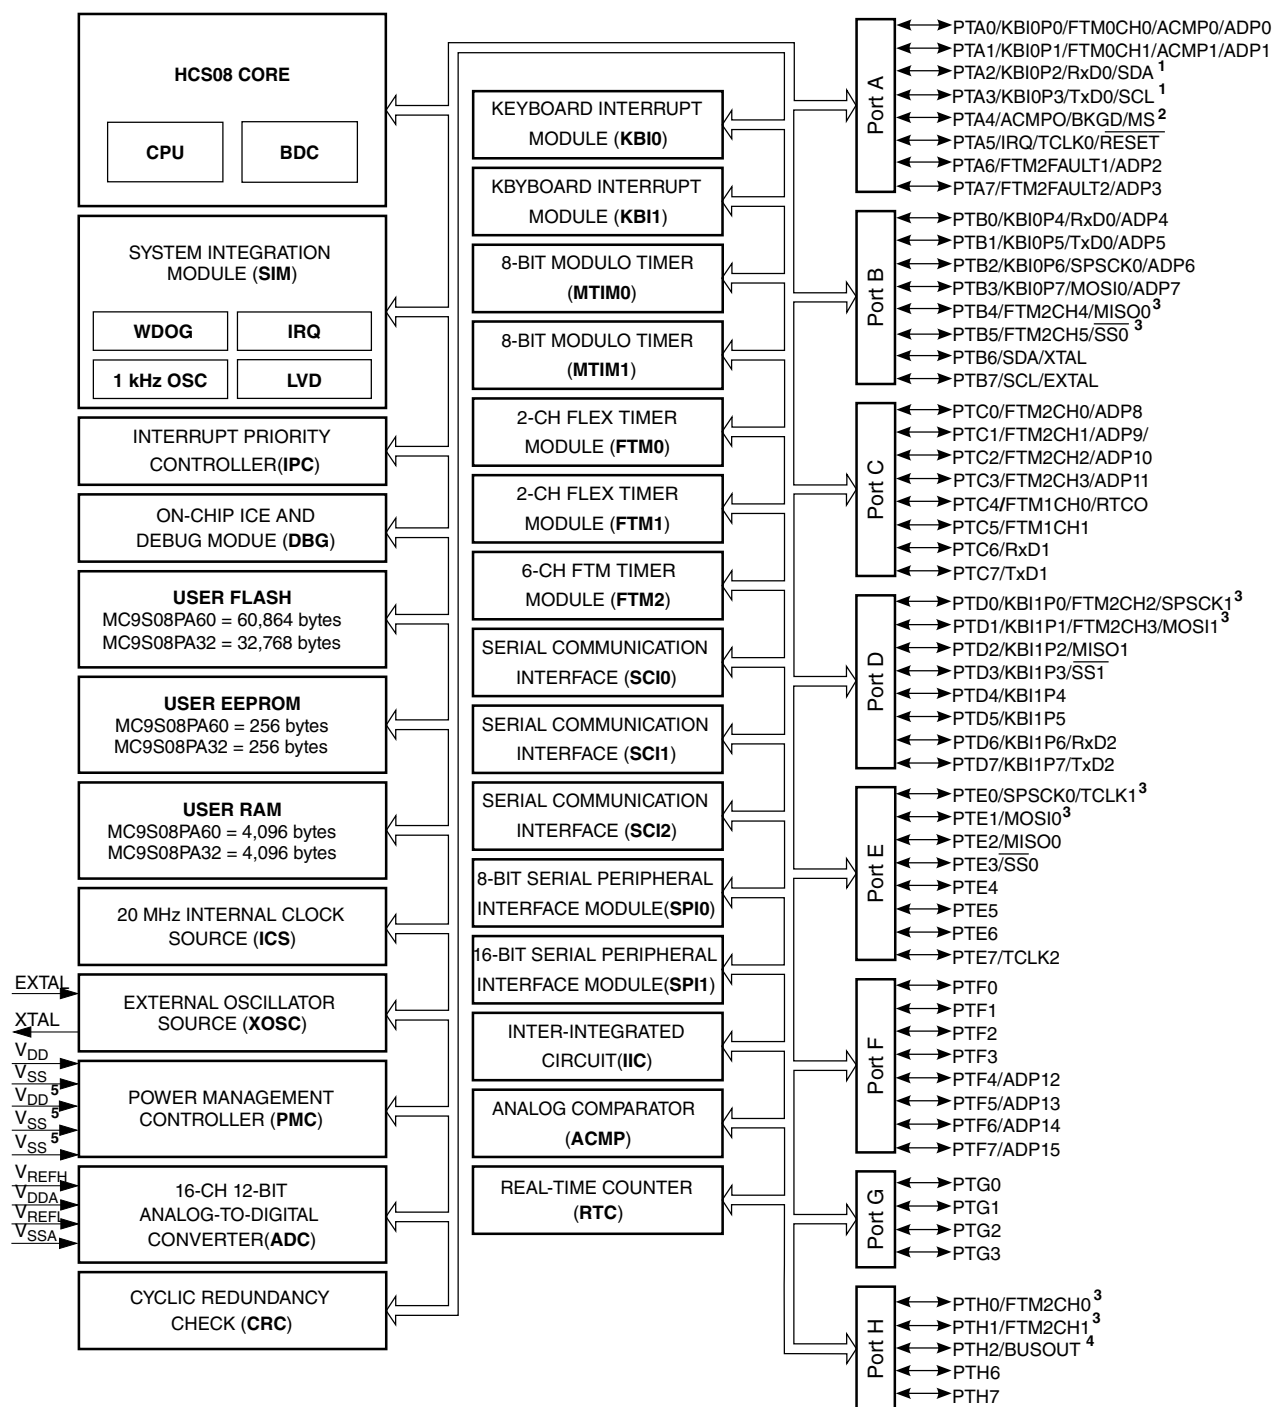 HCS08 CORE
CPU
BDC
SYSTEM INTEGRATION
MODULE (SIM)
WDOG
IRQ
1 kHz OSC
LVD
INTERRUPT PRIORITY
CONTROLLER(IPC)
ON-CHIP ICE AND
DEBUG MODUE (DBG)
USER FLASH
MC9S08PA60 = 60,864 bytes
MC9S08PA32 = 32,768 bytes
USER EEPROM
MC9S08PA60 = 256 bytes
MC9S08PA32 = 256 bytes
USER RAM
MC9S08PA60 = 4,096 bytes
MC9S08PA32 = 4,096 bytes
20 MHz INTERNAL CLOCK
SOURCE (ICS)
EXTERNAL OSCILLATOR
SOURCE (XOSC)
POWER MANAGEMENT
CONTROLLER (PMC)
16-CH 12-BIT
ANALOG-TO-DIGITAL
CONVERTER(ADC)
CYCLIC REDUNDANCY
CHECK (CRC)
EXTAL
XTAL
VDD
VSS
VDD 5
VSS 5
VSS 5
VREFH
VDDA
VREFL
VSSA
KEYBOARD INTERRUPT
MODULE (KBI0)
KBYBOARD INTERRUPT
MODULE (KBI1)
8-BIT MODULO TIMER
(MTIM0)
8-BIT MODULO TIMER
(MTIM1)
2-CH FLEX TIMER
MODULE (FTM0)
2-CH FLEX TIMER
MODULE (FTM1)
6-CH FTM TIMER
MODULE (FTM2)
SERIAL COMMUNICATION
INTERFACE (SCI0)
SERIAL COMMUNICATION
INTERFACE (SCI1)
SERIAL COMMUNICATION
INTERFACE (SCI2)
8-BIT SERIAL PERIPHERAL
INTERFACE MODULE(SPI0)
16-BIT SERIAL PERIPHERAL
INTERFACE MODULE(SPI1)
INTER-INTEGRATED
CIRCUIT(IIC)
ANALOG COMPARATOR
(ACMP)
REAL-TIME COUNTER
(RTC)
Port A
PTA0/KBI0P0/FTM0CH0/ACMP0/ADP0
PTA1/KBI0P1/FTM0CH1/ACMP1/ADP1
PTA2/KBI0P2/RxD0/SDA 1
PTA3/KBI0P3/TxD0/SCL 1
PTA4/ACMPO/BKGD/MS 2
PTA5/IRQ/TCLK0/RESET
PTA6/FTM2FAULT1/ADP2
PTA7/FTM2FAULT2/ADP3
Port B
PTB0/KBI0P4/RxD0/ADP4
PTB1/KBI0P5/TxD0/ADP5
PTB2/KBI0P6/SPSCK0/ADP6
PTB3/KBI0P7/MOSI0/ADP7
PTB4/FTM2CH4/MISO0 3
PTB5/FTM2CH5/SS0 3
PTB6/SDA/XTAL
PTB7/SCL/EXTAL
Port C
PTC0/FTM2CH0/ADP8
PTC1/FTM2CH1/ADP9/
PTC2/FTM2CH2/ADP10
PTC3/FTM2CH3/ADP11
PTC4/FTM1CH0/RTCO
PTC5/FTM1CH1
PTC6/RxD1
PTC7/TxD1
Port D
PTD0/KBI1P0/FTM2CH2/SPSCK1 3
PTD1/KBI1P1/FTM2CH3/MOSI1 3
PTD2/KBI1P2/MISO1
PTD3/KBI1P3/SS1
PTD4/KBI1P4
PTD5/KBI1P5
PTD6/KBI1P6/RxD2
PTD7/KBI1P7/TxD2
Port E
PTE0/SPSCK0/TCLK1 3
PTE1/MOSI0 3
PTE2/MISO0
PTE3/SS0
PTE4
PTE5
PTE6
PTE7/TCLK2
Port F
PTF0
PTF1
PTF2
PTF3
PTF4/ADP12
PTF5/ADP13
PTF6/ADP14
PTF7/ADP15
Port G
PTG0
PTG1
PTG2
PTG3
Port H
PTH0/FTM2CH0 3
PTH1/FTM2CH1 3
PTH2/BUSOUT 4
PTH6
PTH7